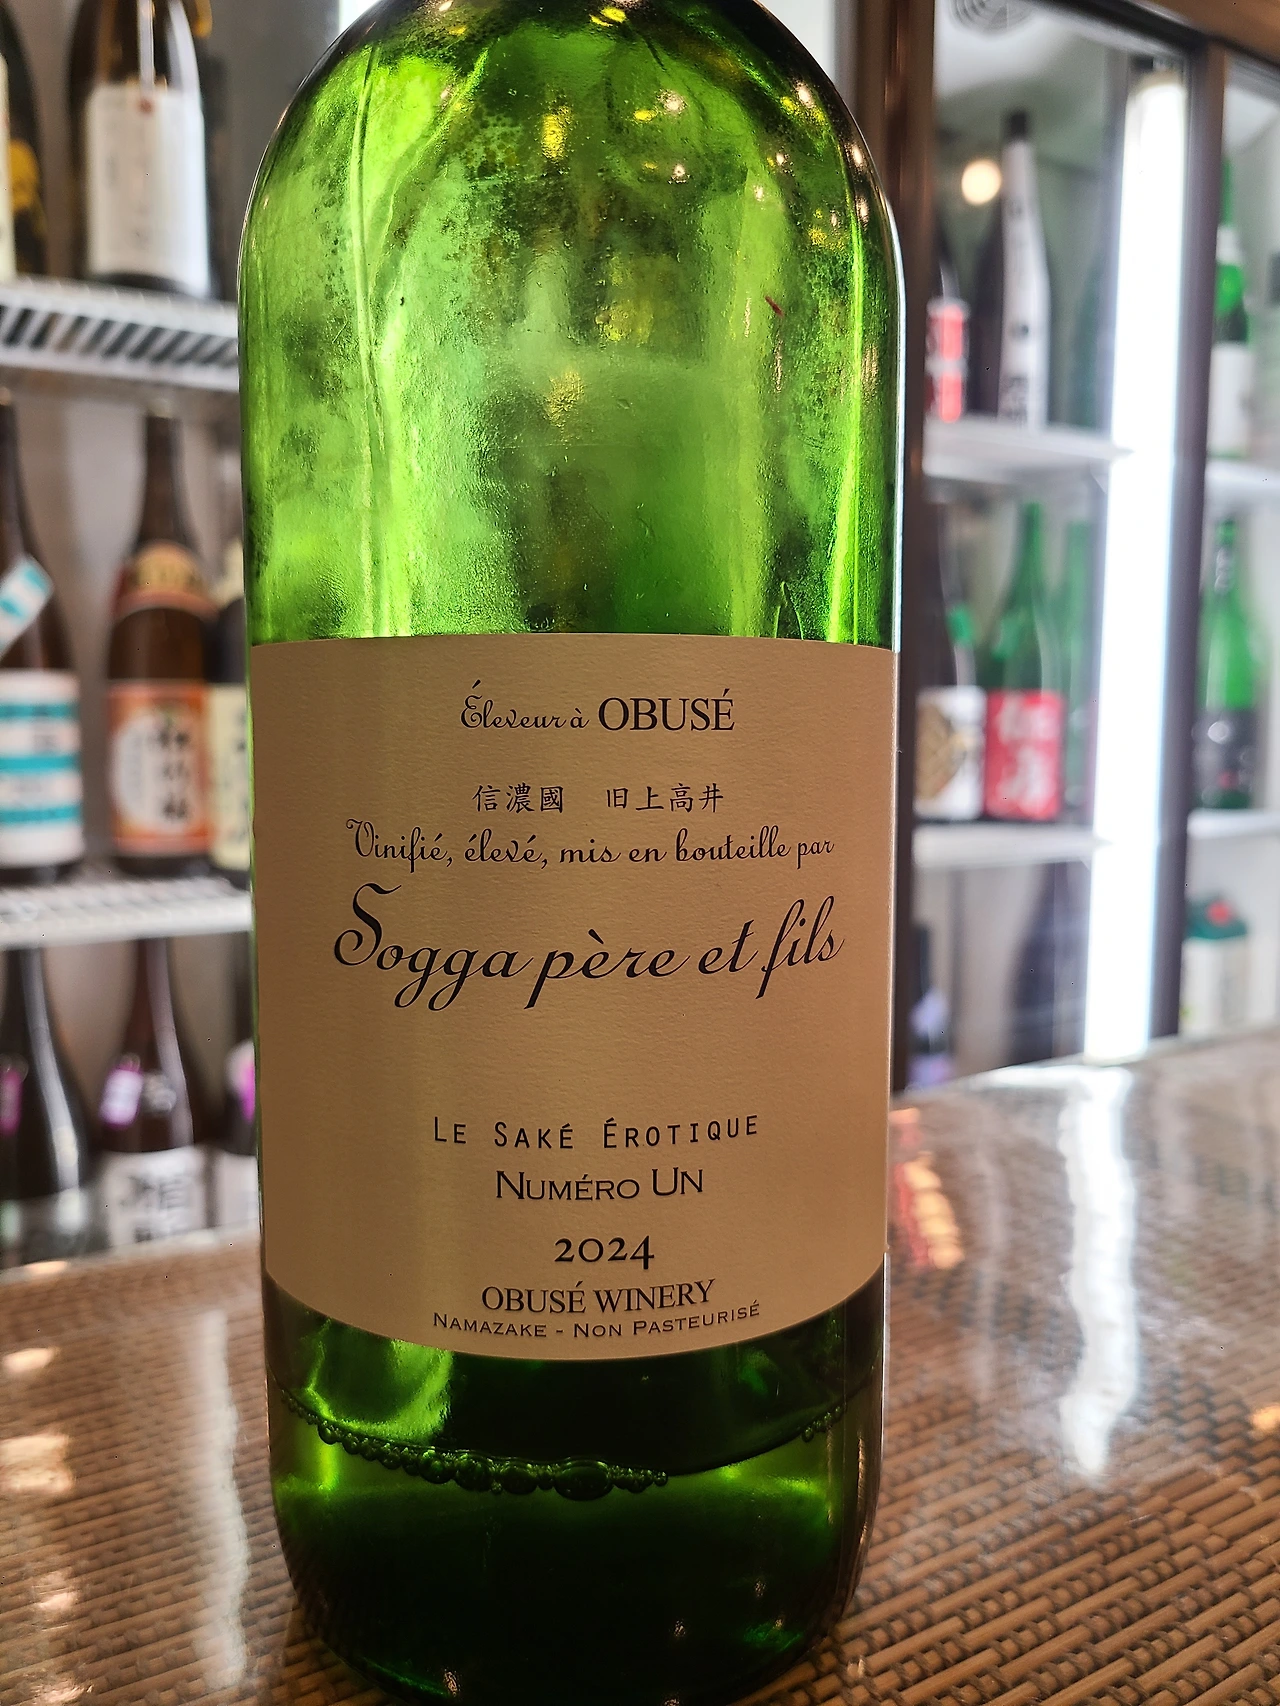 Éleveur à OBUSÉ
信濃國 旧上高井
Vinifié, élevé, mis en bouteille par
Sogga père et fils
Le Saké Érotique
Numéro Un
2024
OBUSÉ WINERY
Namazake - Non Pasteurisé